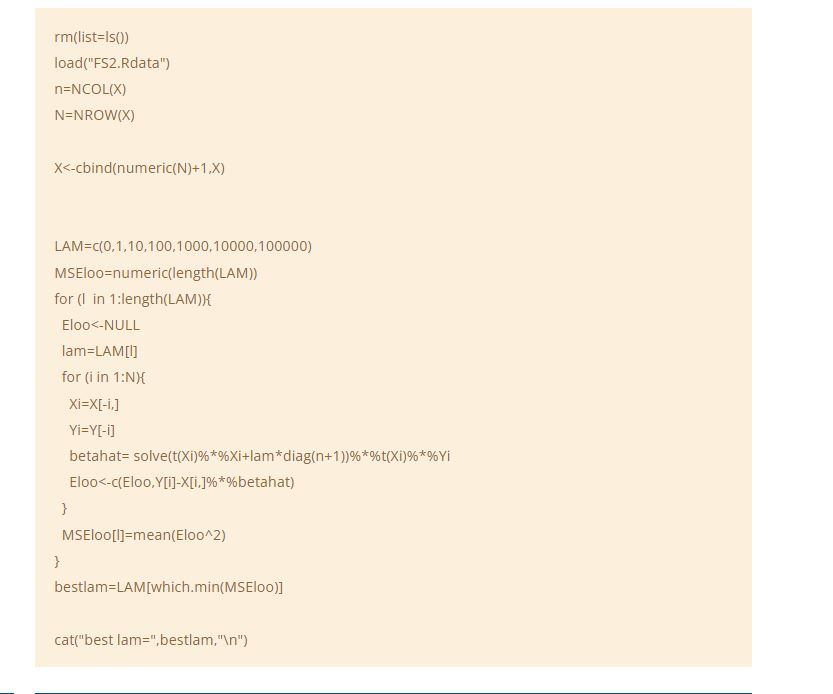 rm(list=ls())
load("FS2.Rdata")
n=NCOL(X)
N=NROW(X)
X<-cbind(numeric(N)+1,X)
LAM=c(0,1,10,100,1000,10000,100000)
MSEloo=numeric(length(LAM))
for (l  in 1:length(LAM)){
  Eloo<-NULL
  lam=LAM[l]
  for (i in 1:N){
    Xi=X[-i,]
    Yi=Y[-i]
    betahat= solve(t(Xi)%*%Xi+lam*diag(n+1))%*%t(Xi)%*%Yi
    Eloo<-c(Eloo,Y[i]-X[i,]%*%betahat)
  }
  MSEloo[l]=mean(Eloo^2)
}
bestlam=LAM[which.min(MSEloo)]
cat("best lam=",bestlam,"\n")